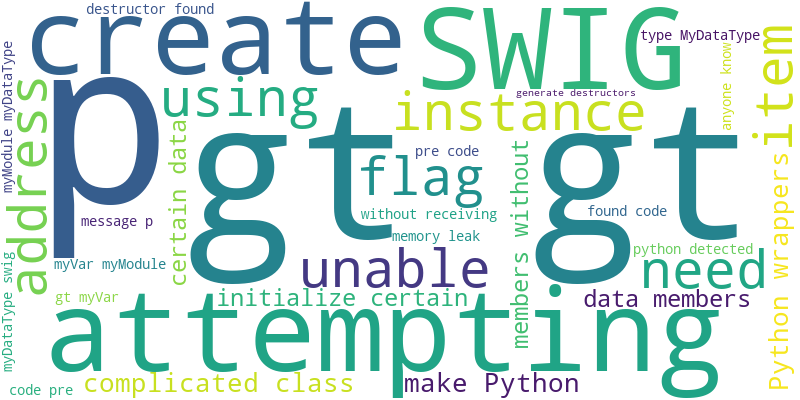 destructor found
create
SWIG
type MyDataType
item
myModule myDataType
address
p
using
generate destructors
instance
anyone know
gt
gt
certain data
pre code
flag
without receiving
memory leak
members without
found code
message p
python detected
Python wrappers
myVar myModule
unable
need
myDataType swig
gt myVar
initialize certain
data members
attempting
code pre
complicated class
make Python